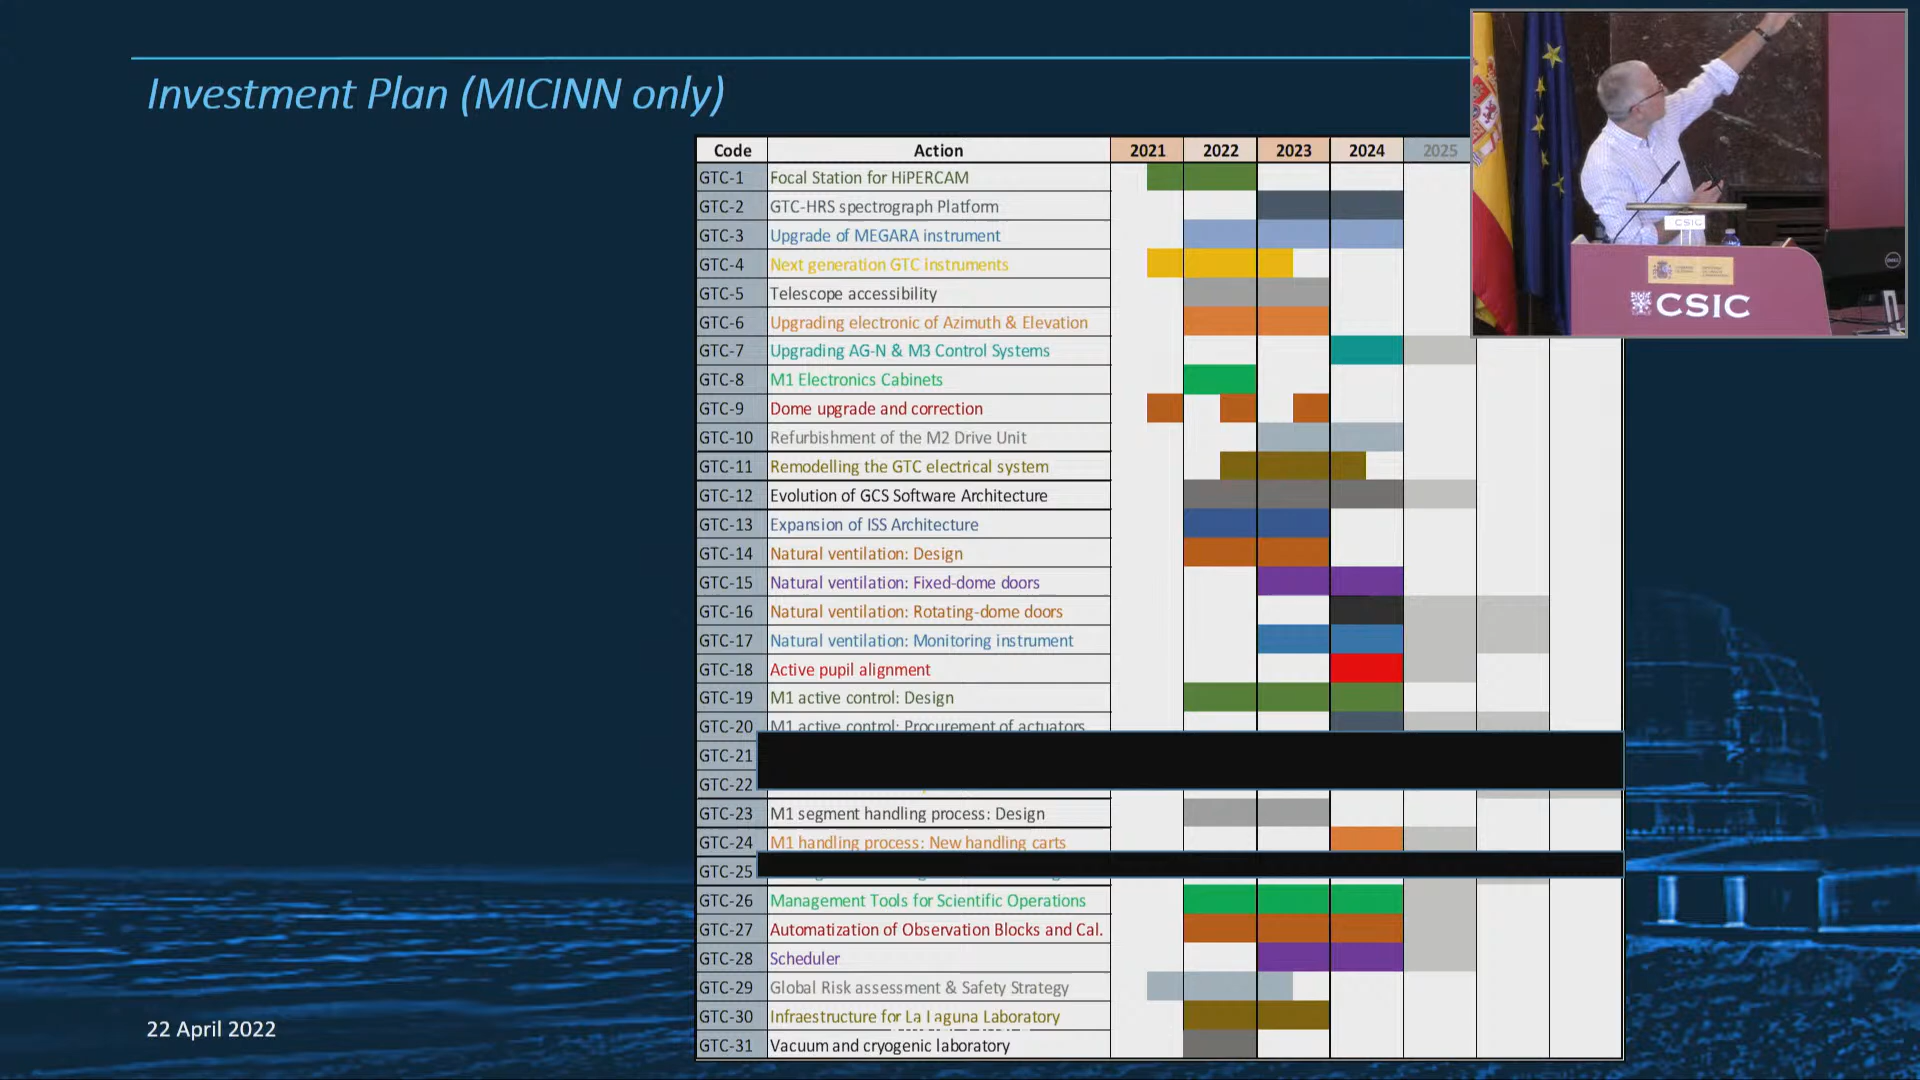 Investment Plan (MICINN only)
Code Action 2021 2022 2023 2024 2025
GTC-1 Focal Station for HiPERCAM
GTC-2 GTC-HRS spectrograph Platform
GTC-3 Upgrade of MEGARA instrument
GTC-4 Next generation GTC instruments
GTC-5 Telescope accessibility
GTC-6 Upgrading electronic of Azimuth & Elevation
GTC-7 Upgrading AG-N & M3 Control Systems
GTC-8 M1 Electronics Cabinets
GTC-9 Dome upgrade and correction
GTC-10 Refurbishment of the M2 Drive Unit
GTC-11 Remodelling the GTC electrical system
GTC-12 Evolution of GCS Software Architecture
GTC-13 Expansion of ISS Architecture
GTC-14 Natural ventilation: Design
GTC-15 Natural ventilation: Fixed-dome doors
GTC-16 Natural ventilation: Rotating-dome doors
GTC-17 Natural ventilation: Monitoring instrument
GTC-18 Active pupil alignment
GTC-19 M1 active control: Design
GTC-20 M1 active control: Procurement of actuators
GTC-21
GTC-22
GTC-23 M1 segment handling process: Design
GTC-24 M1 handling process: New handling carts
GTC-25
GTC-26 Management Tools for Scientific Operations
GTC-27 Automatization of Observation Blocks and Cal.
GTC-28 Scheduler
GTC-29 Global Risk assessment & Safety Strategy
GTC-30 Infraestructure for La Laguna Laboratory
GTC-31 Vacuum and cryogenic laboratory
22 April 2022
CSIC
CSIC
DELL